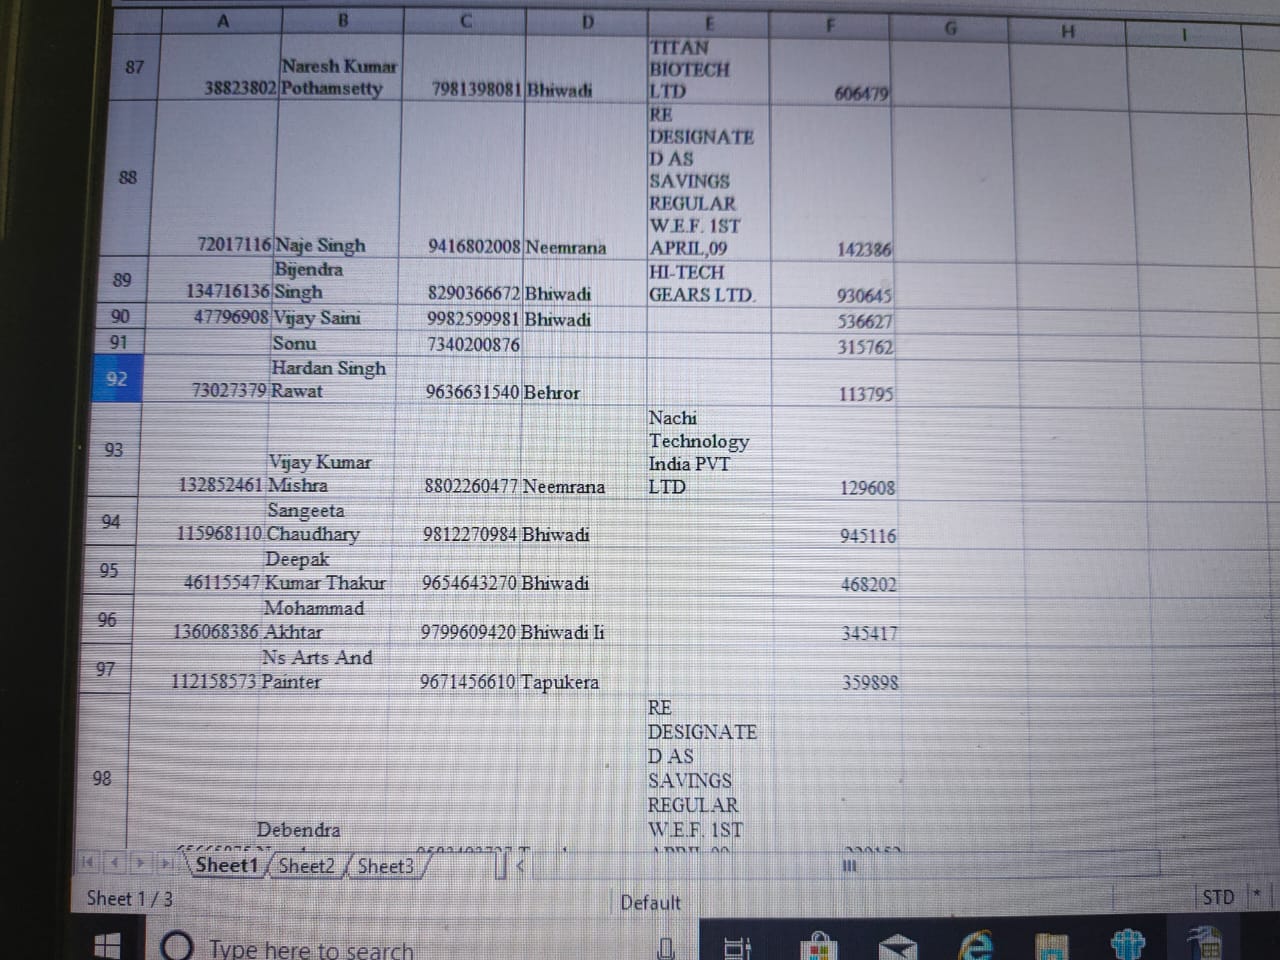 A B C D E F G H I
87 38823802 Naresh Kumar Pothamsetty 7981398081 Bhiwadi TITAN BIOTECH LTD 606479
88 72017116 Naje Singh 9416802008 Neemrana RE DESIGNATE D AS SAVINGS REGULAR W.E.F. 1ST APRIL,09 142386
89 134716136 Bijendra Singh 8290366672 Bhiwadi HI-TECH GEARS LTD. 930645
90 47796908 Vijay Saini 9982599981 Bhiwadi 536627
91 Sonu 7340200876 315762
92 73027379 Hardan Singh Rawat 9636631540 Behror 113795
93 132852461 Vijay Kumar Mishra 8802260477 Neemrana Nachi Technology India PVT LTD 129608
94 115968110 Sangeeta Chaudhary 9812270984 Bhiwadi 945116
95 46115547 Deepak Kumar Thakur 9654643270 Bhiwadi 468202
96 136068386 Mohammad Akhtar 9799609420 Bhiwadi Ii 345417
97 112158573 Ns Arts And Painter 9671456610 Tapukera 359898
98 Debendra RE DESIGNATE D AS SAVINGS REGULAR W.E.F. 1ST
Sheet1 Sheet2 Sheet3
Sheet 1 / 3 Default STD *
Type here to search